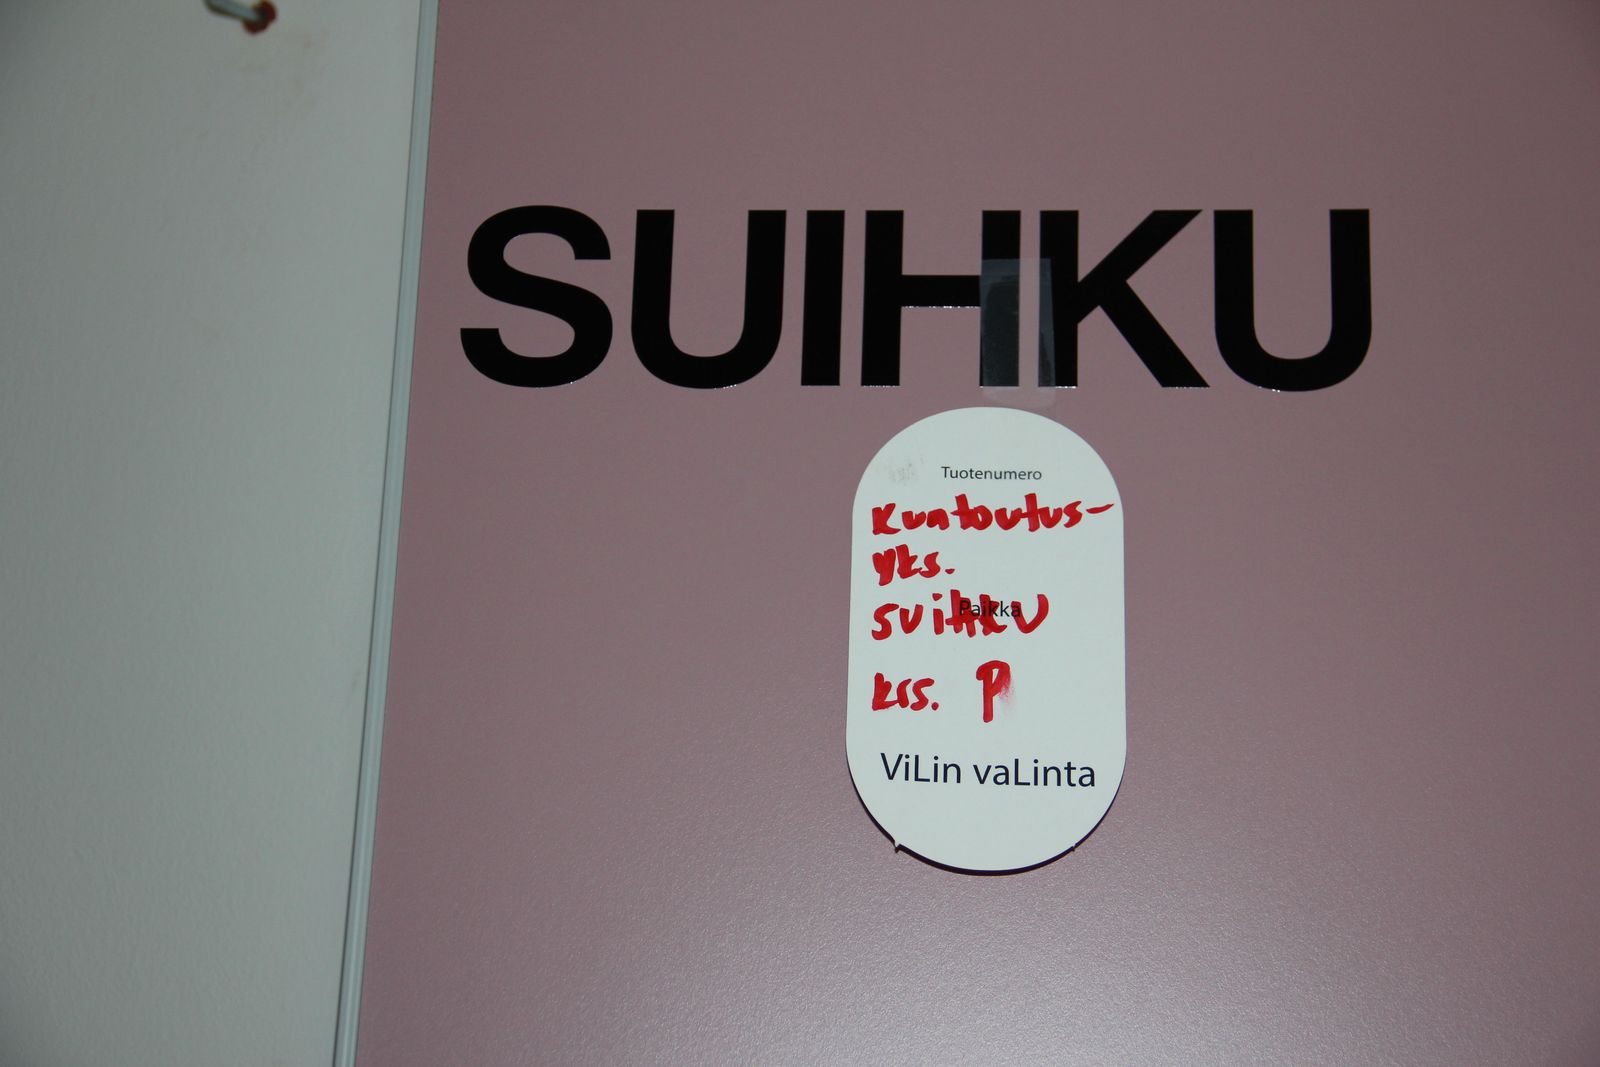 SUIHKU
Tuotenumero
Kuntoutus-
yks.
Paikka
suihku
krs. P
ViLin vaLinta